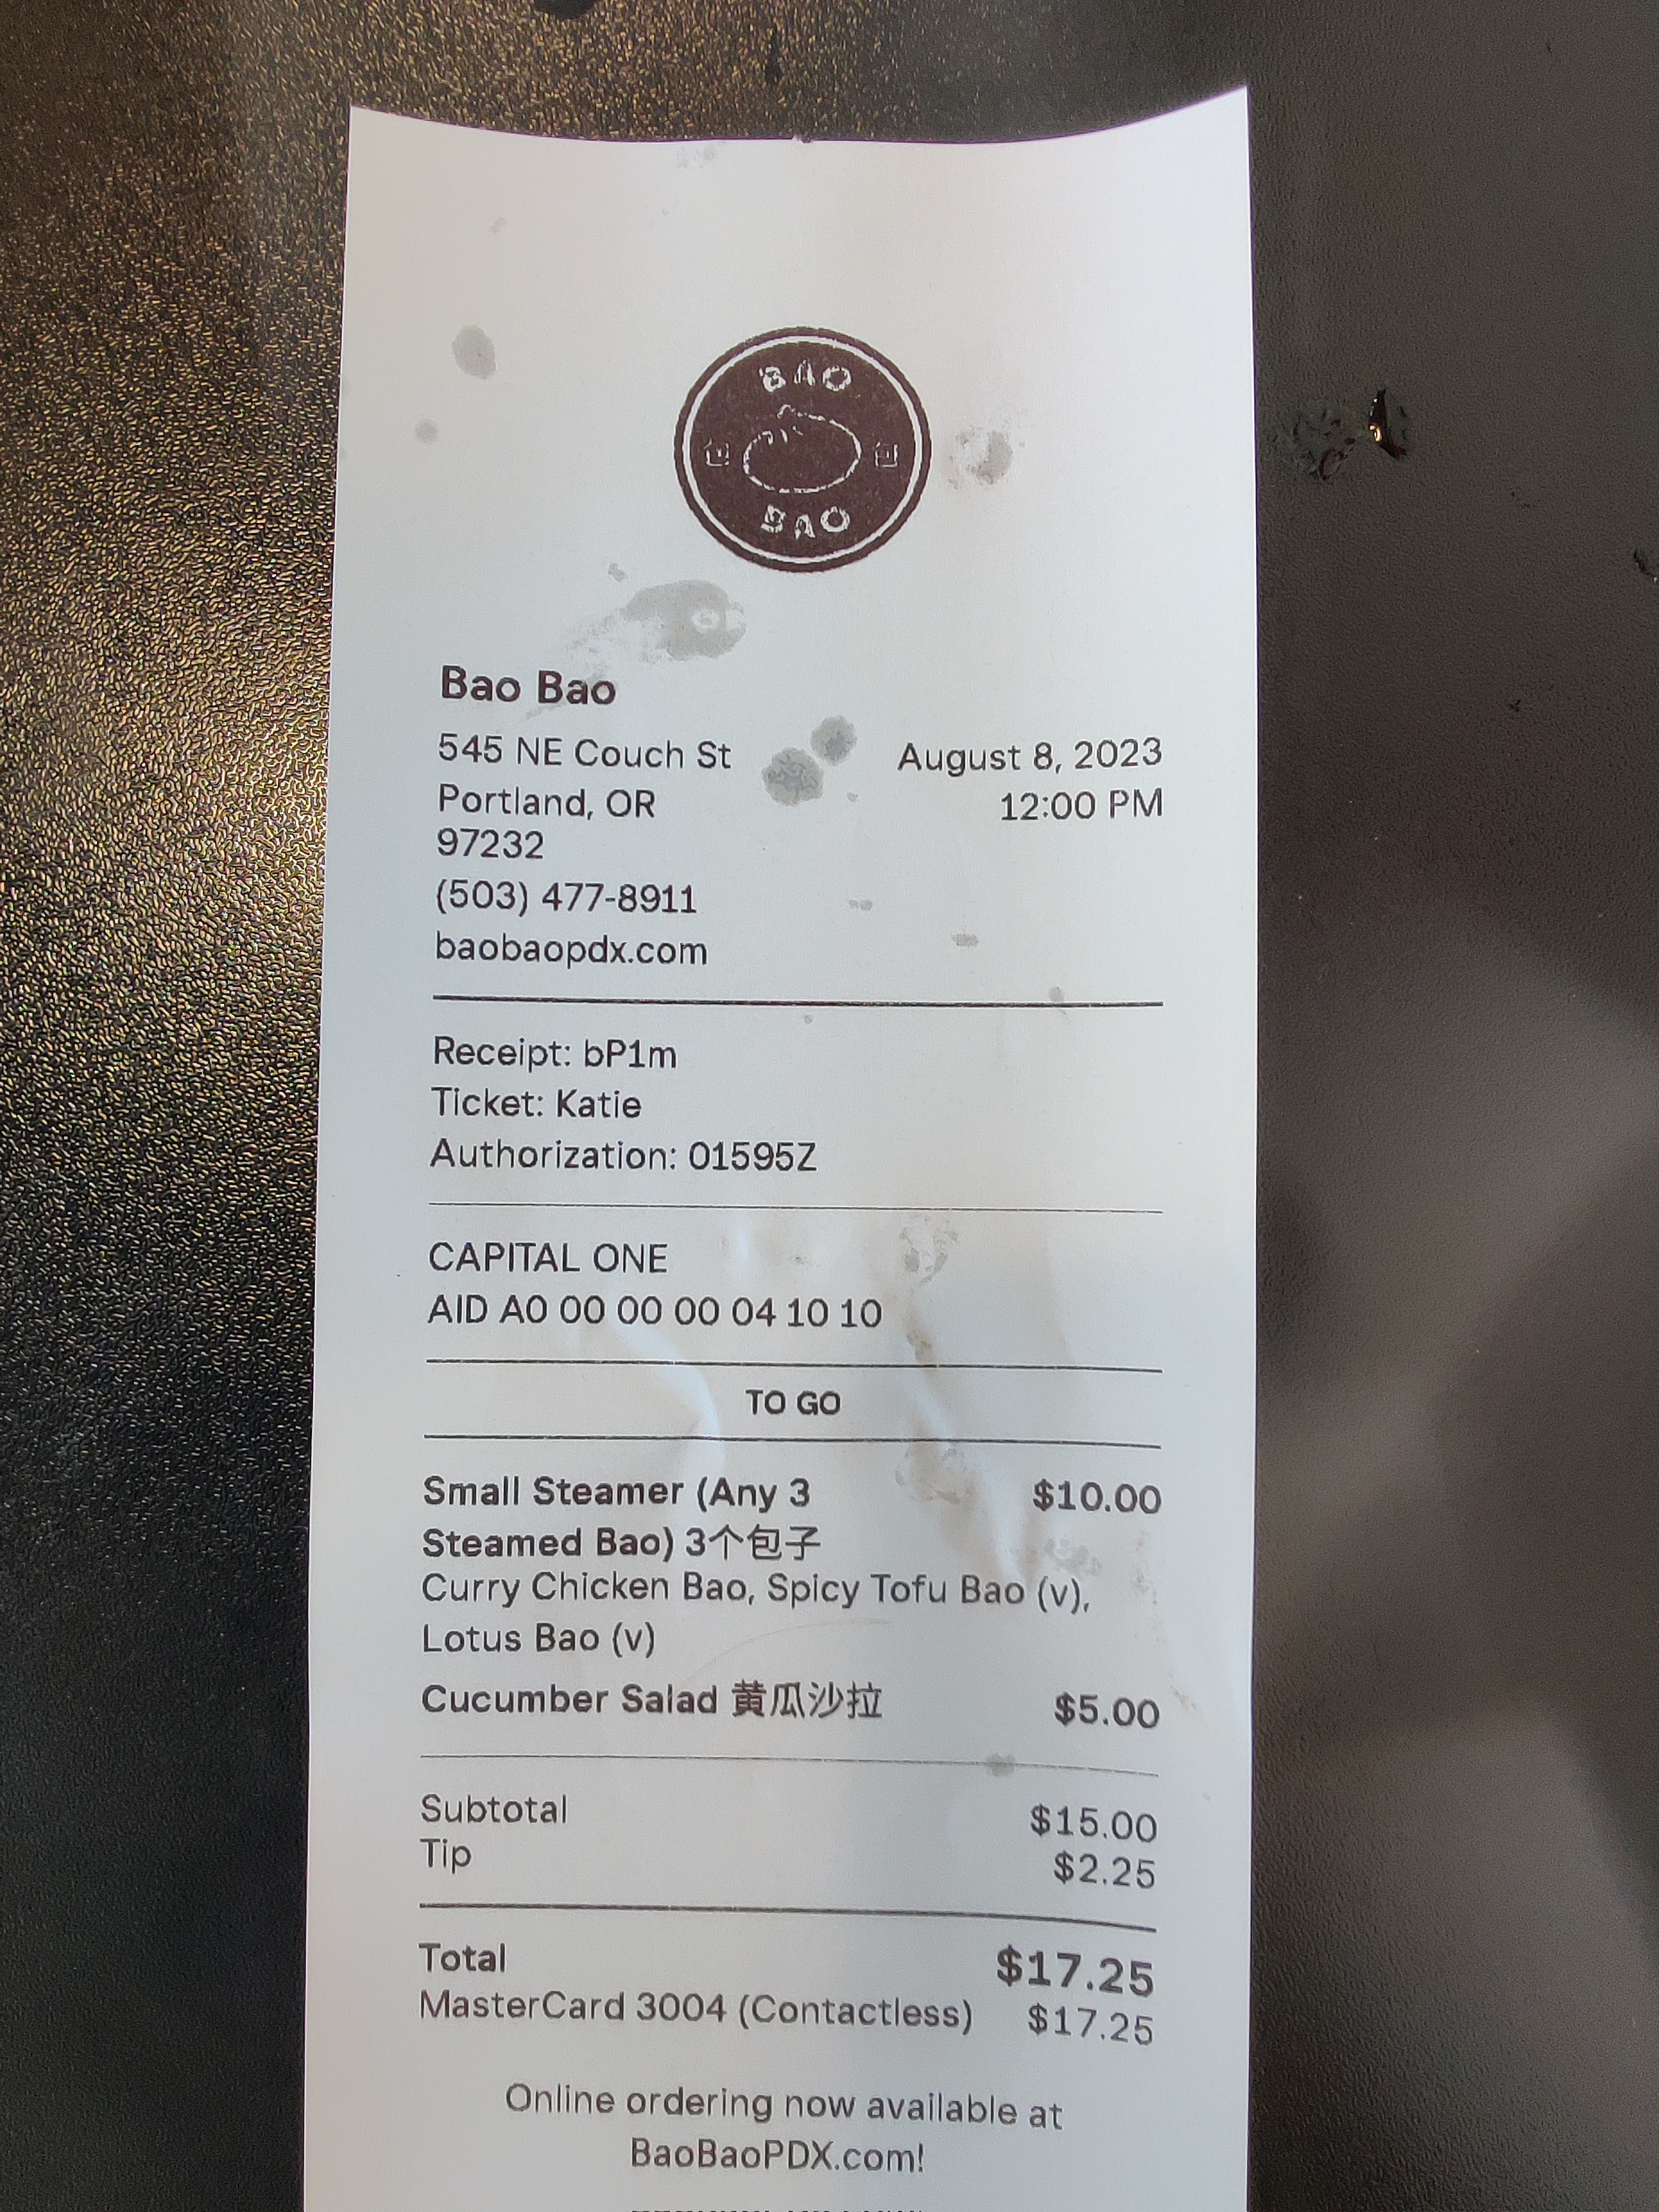 BAO
包 包
BAO
Bao Bao
545 NE Couch St August 8, 2023
Portland, OR 12:00 PM
97232
(503) 477-8911
baobaopdx.com
Receipt: bP1m
Ticket: Katie
Authorization: 01595Z
CAPITAL ONE
AID A0 00 00 00 04 10 10
TO GO
Small Steamer (Any 3 $10.00
Steamed Bao) 3个包子
Curry Chicken Bao, Spicy Tofu Bao (v),
Lotus Bao (v)
Cucumber Salad 黄瓜沙拉 $5.00
Subtotal $15.00
Tip $2.25
Total $17.25
MasterCard 3004 (Contactless) $17.25
Online ordering now available at
BaoBaoPDX.com!